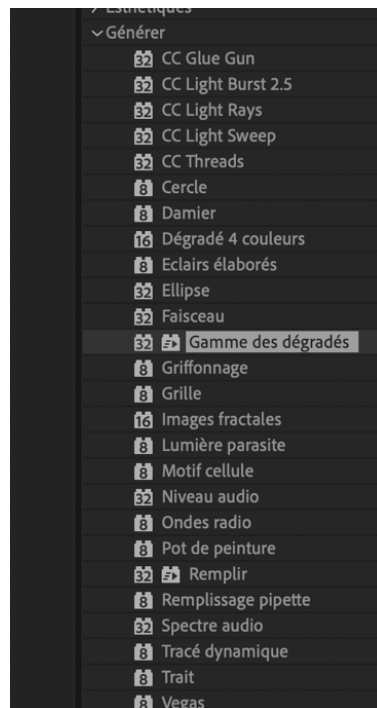 Esthétiques
Générer
32 CC Glue Gun
32 CC Light Burst 2.5
32 CC Light Rays
32 CC Light Sweep
32 CC Threads
8 Cercle
8 Damier
16 Dégradé 4 couleurs
8 Eclairs élaborés
32 Ellipse
32 Faisceau
32 Gamme des dégradés
8 Griffonnage
8 Grille
16 Images fractales
8 Lumière parasite
8 Motif cellule
32 Niveau audio
8 Ondes radio
8 Pot de peinture
32 Remplir
8 Remplissage pipette
32 Spectre audio
8 Tracé dynamique
8 Trait
8 Vegas